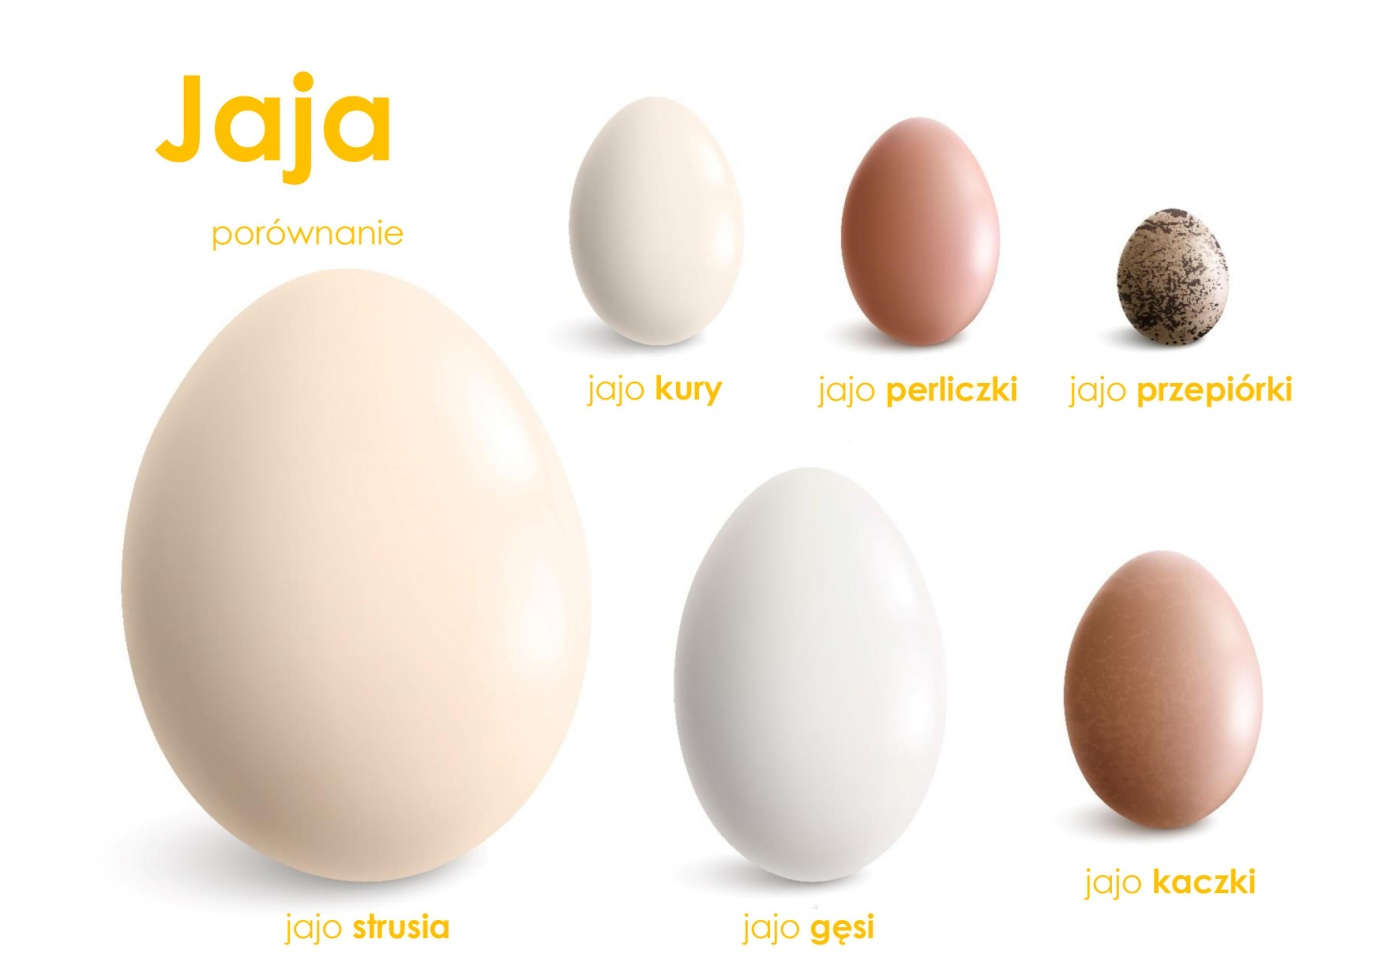 Jaja
porównanie
jajo kury
jajo perliczki
jajo przepiórki
jajo strusia
jajo gęsi
jajo kaczki